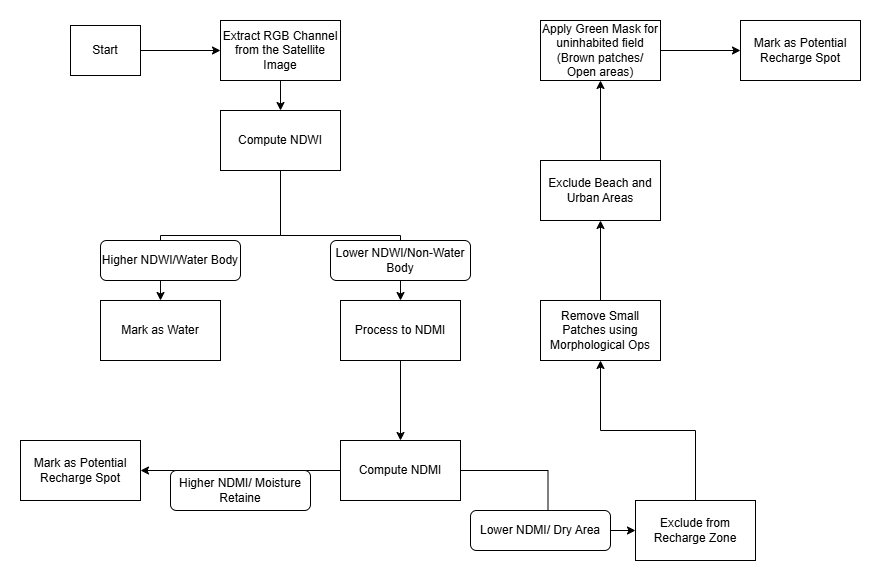 Start
Extract RGB Channel
from the Satellite
Image
Compute NDWI
Higher NDWI/Water Body
Lower NDWI/Non-Water
Body
Mark as Water
Process to NDMI
Compute NDMI
Higher NDMI/ Moisture
Retaine
Mark as Potential
Recharge Spot
Lower NDMI/ Dry Area
Exclude from
Recharge Zone
Remove Small
Patches using
Morphological Ops
Exclude Beach and
Urban Areas
Apply Green Mask for
uninhabited field
(Brown patches/
Open areas)
Mark as Potential
Recharge Spot